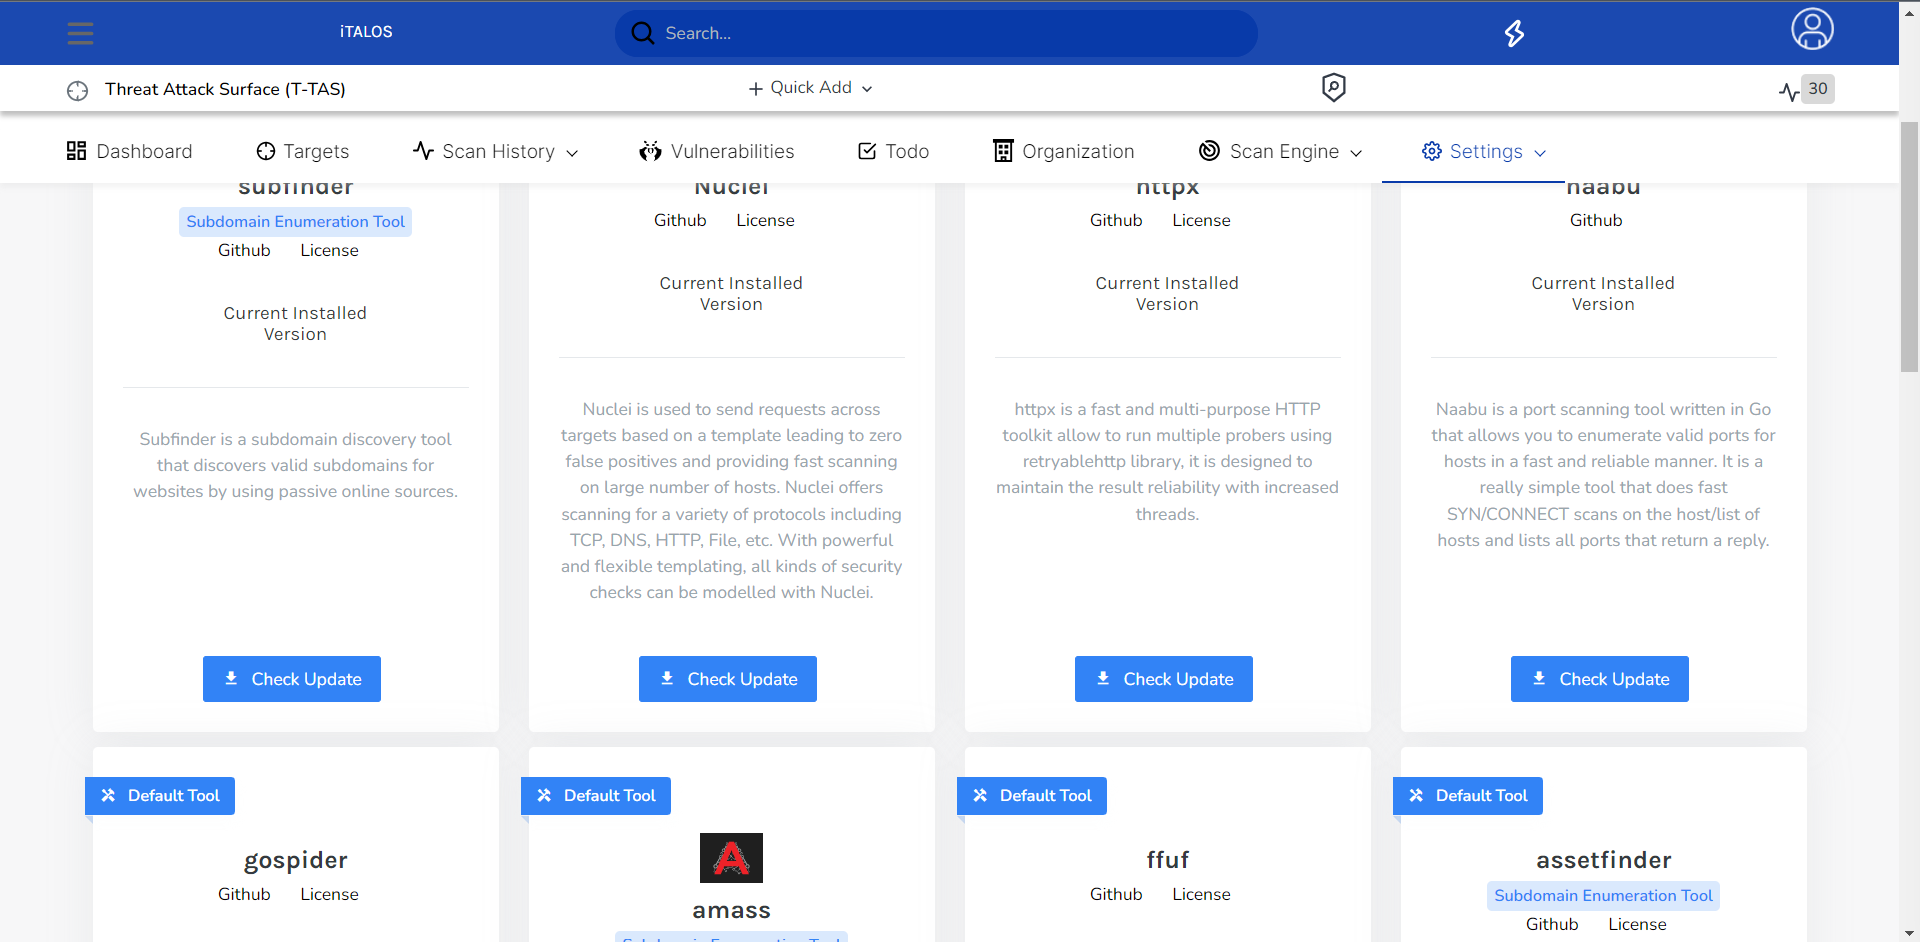 iTALOS
Search...
Threat Attack Surface (T-TAS)
Quick Add
30
Dashboard
Targets
Scan History
Vulnerabilities
Todo
Organization
Scan Engine
Settings
subfinder
Subdomain Enumeration Tool
Github License
Current Installed
Version
Subfinder is a subdomain discovery tool
that discovers valid subdomains for
websites by using passive online sources.
Check Update
Nuclei
Github License
Current Installed
Version
Nuclei is used to send requests across
targets based on a template leading to zero
false positives and providing fast scanning
on large number of hosts. Nuclei offers
scanning for a variety of protocols including
TCP, DNS, HTTP, File, etc. With powerful
and flexible templating, all kinds of security
checks can be modelled with Nuclei.
Check Update
httpx
Github License
Current Installed
Version
httpx is a fast and multi-purpose HTTP
toolkit allow to run multiple probers using
retryablehttp library, it is designed to
maintain the result reliability with increased
threads.
Check Update
naabu
Github
Current Installed
Version
Naabu is a port scanning tool written in Go
that allows you to enumerate valid ports for
hosts in a fast and reliable manner. It is a
really simple tool that does fast
SYN/CONNECT scans on the host/list of
hosts and lists all ports that return a reply.
Check Update
Default Tool
gospider
Github License
Default Tool
A
amass
Subdomain Enumeration Tool
Default Tool
ffuf
Github License
Default Tool
assetfinder
Subdomain Enumeration Tool
Github License